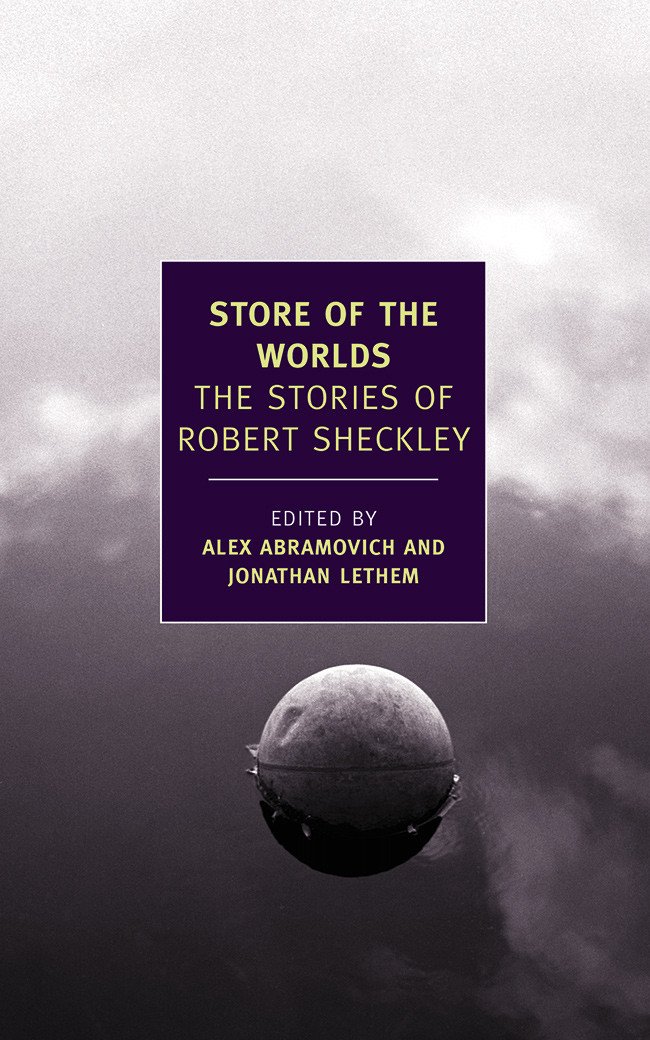 STORE OF THE
WORLDS
THE STORIES OF
ROBERT SHECKLEY
EDITED BY
ALEX ABRAMOVICH AND
JONATHAN LETHEM